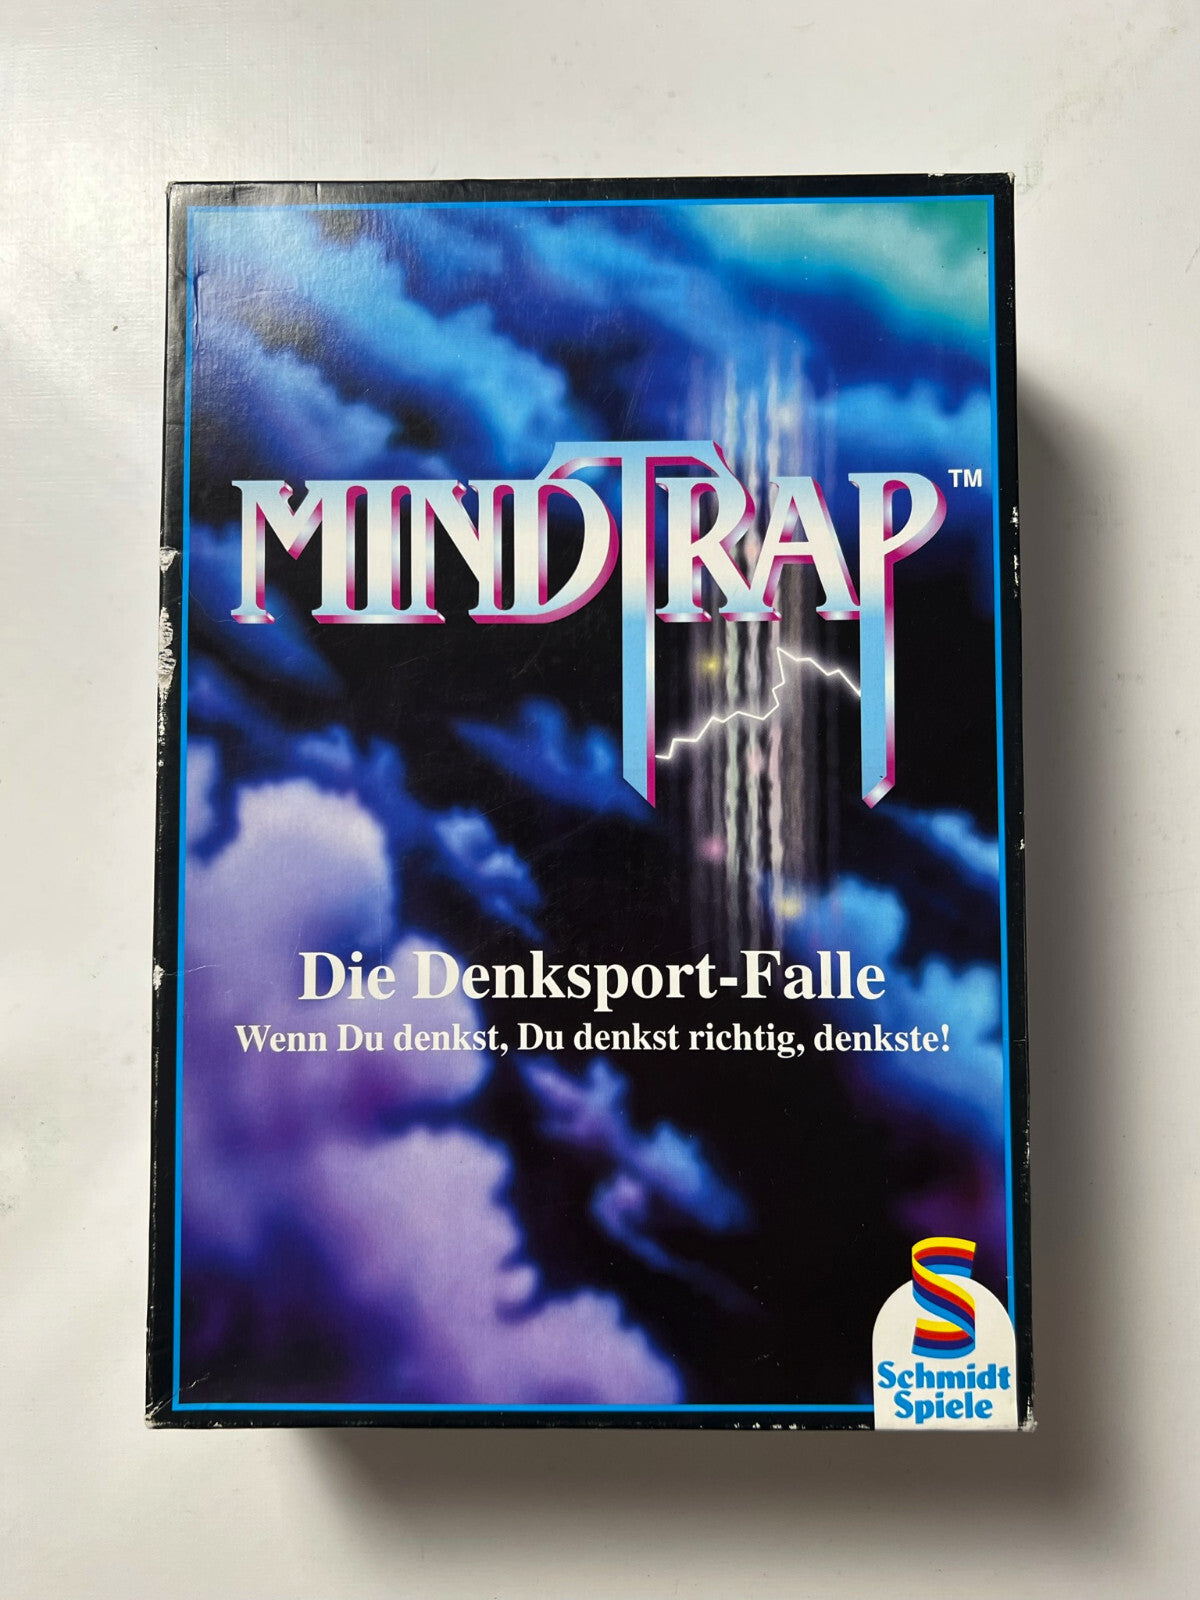 MINDTRAP™
Die Denksport-Falle
Wenn Du denkst, Du denkst richtig, denkste!
Schmidt
Spiele